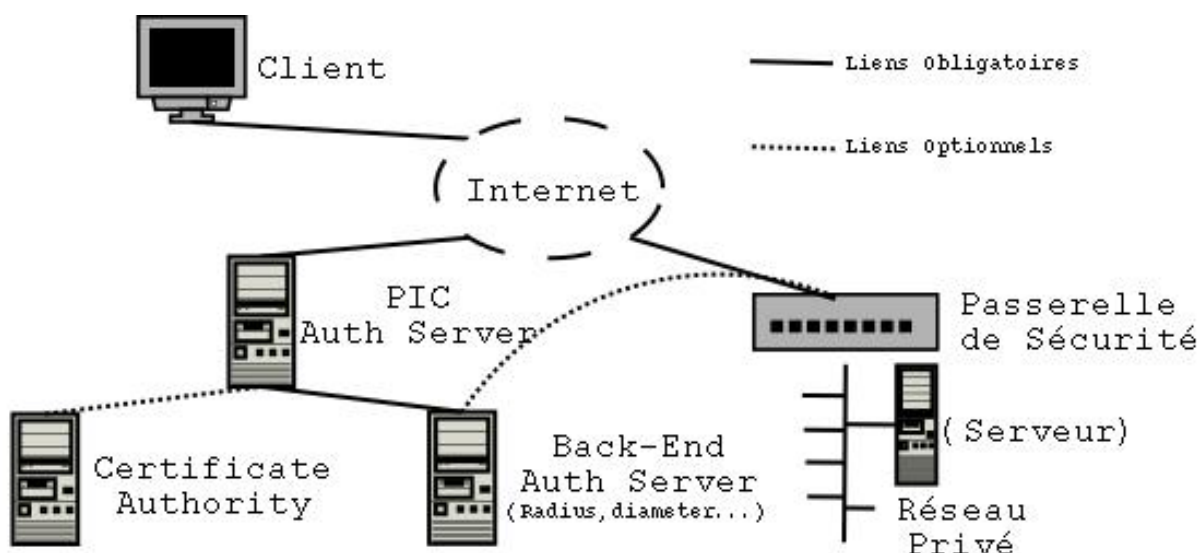 Client
Liens Obligatoires
Liens Optionnels
Internet
PIC
Auth Server
Passerelle
de Sécurité
Certificate
Authority
Back-End
Auth Server
(Radius,diameter...)
(Serveur)
Réseau
Privé